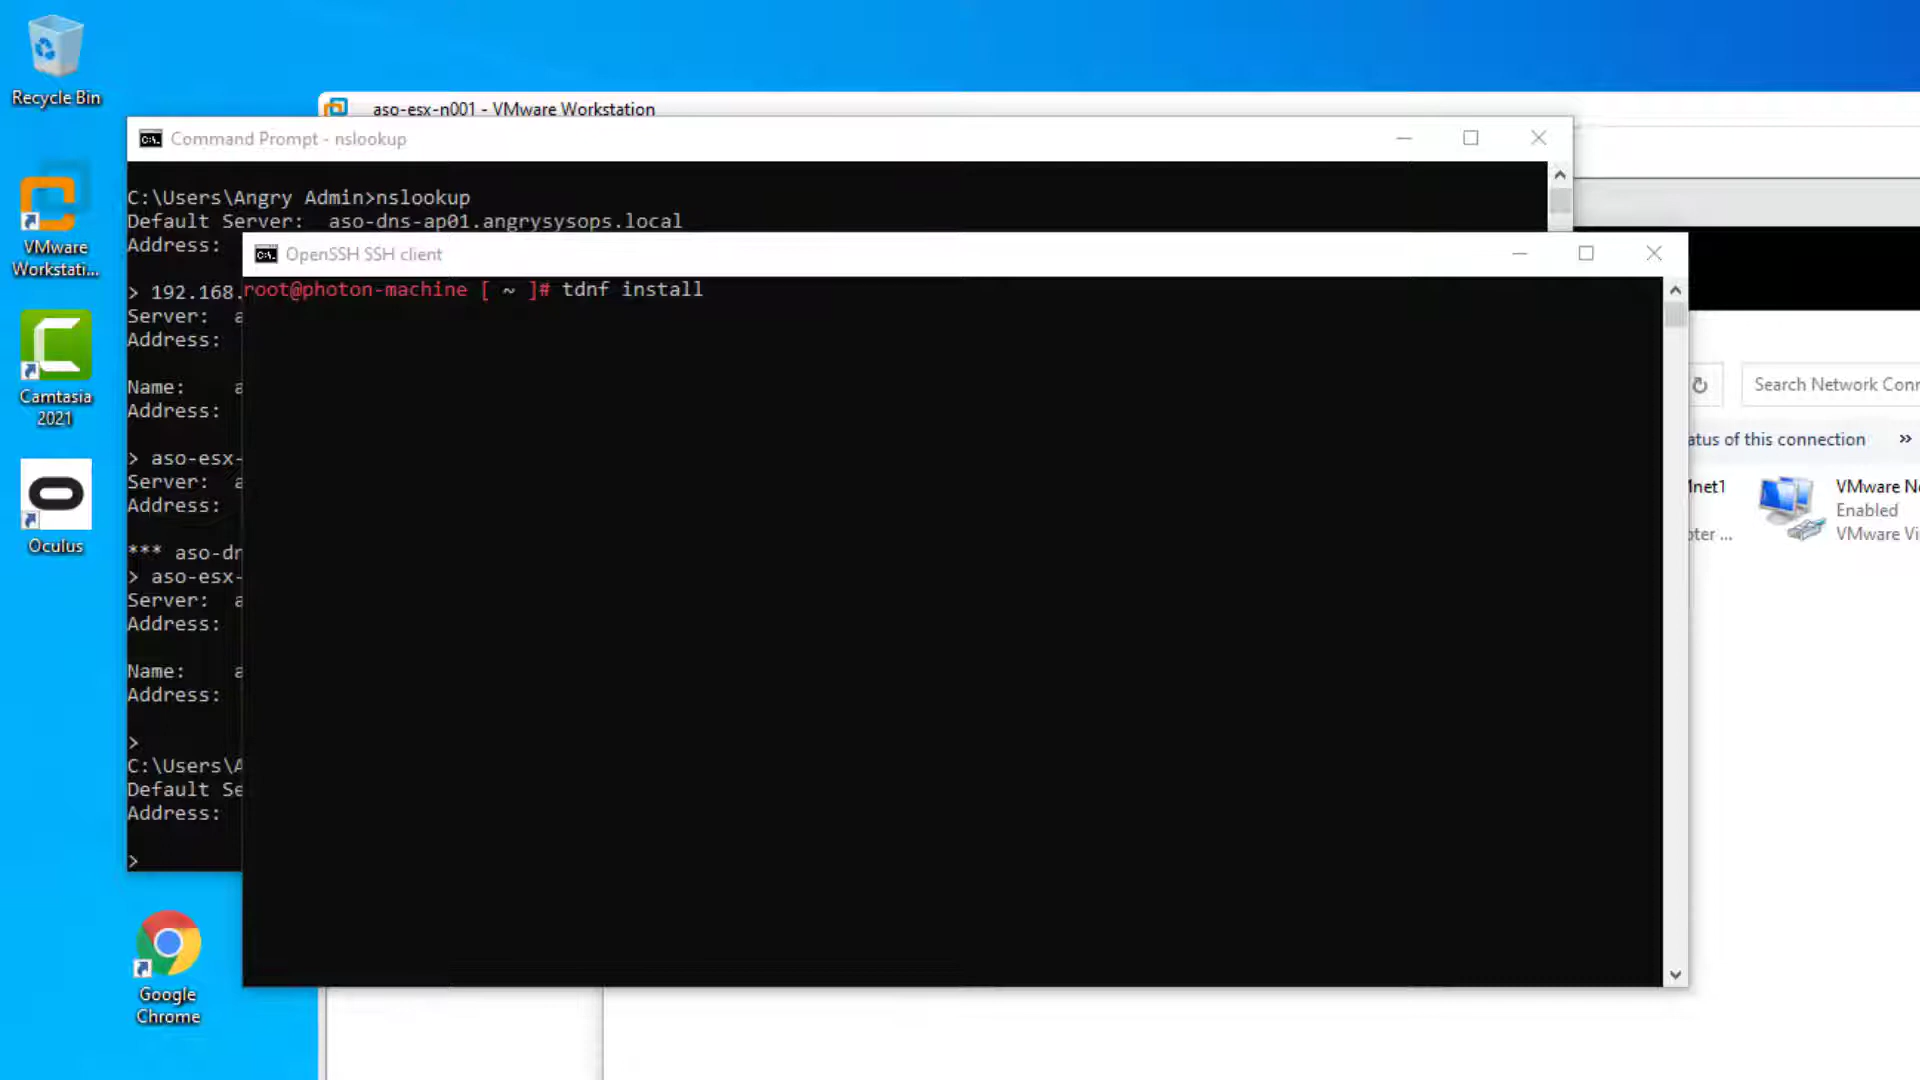 Recycle Bin
VMware
Workstati...
Camtasia
2021
Oculus
Google
Chrome
aso-esx-n001 - VMware Workstation
Command Prompt - nslookup
C:\Users\Angry Admin>nslookup
Default Server:  aso-dns-ap01.angrysysops.local
Address:
> 192.168.
Server:  a
Address:
Name:    a
Address:
> aso-esx-
Server:  a
Address:
*** aso-dn
> aso-esx-
Server:  a
Address:
Name:    a
Address:
>
C:\Users\A
Default Se
Address:
>
OpenSSH SSH client
root@photon-machine [ ~ ]# tdnf install
Search Network Conn
atus of this connection »
net1
pter ...
VMware Ne
Enabled
VMware Vi